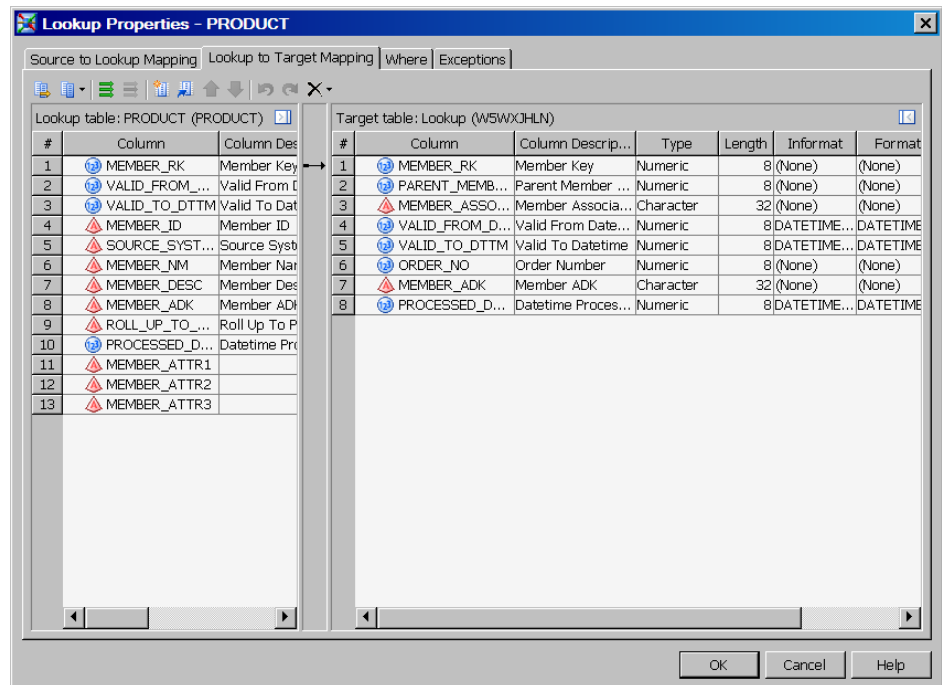 Lookup Properties - PRODUCT
Source to Lookup Mapping Lookup to Target Mapping Where Exceptions
Lookup table: PRODUCT (PRODUCT) Target table: Lookup (W5WXJHLN)
# Column Column Des # Column Column Descrip... Type Length Informat Format
1 MEMBER_RK Member Key 1 MEMBER_RK Member Key Numeric 8 (None) (None)
2 VALID_FROM_... Valid From D 2 PARENT_MEMB... Parent Member ... Numeric 8 (None) (None)
3 VALID_TO_DTTM Valid To Dat 3 MEMBER_ASSO... Member Associa... Character 32 (None) (None)
4 MEMBER_ID Member ID 4 VALID_FROM_D... Valid From Date... Numeric 8 DATETIME... DATETIME
5 SOURCE_SYST... Source Syst 5 VALID_TO_DTTM Valid To Datetime Numeric 8 DATETIME... DATETIME
6 MEMBER_NM Member Nar 6 ORDER_NO Order Number Numeric 8 (None) (None)
7 MEMBER_DESC Member Des 7 MEMBER_ADK Member ADK Character 32 (None) (None)
8 MEMBER_ADK Member ADK 8 PROCESSED_D... Datetime Proces... Numeric 8 DATETIME... DATETIME
9 ROLL_UP_TO_... Roll Up To P
10 PROCESSED_D... Datetime Pro
11 MEMBER_ATTR1
12 MEMBER_ATTR2
13 MEMBER_ATTR3
OK Cancel Help